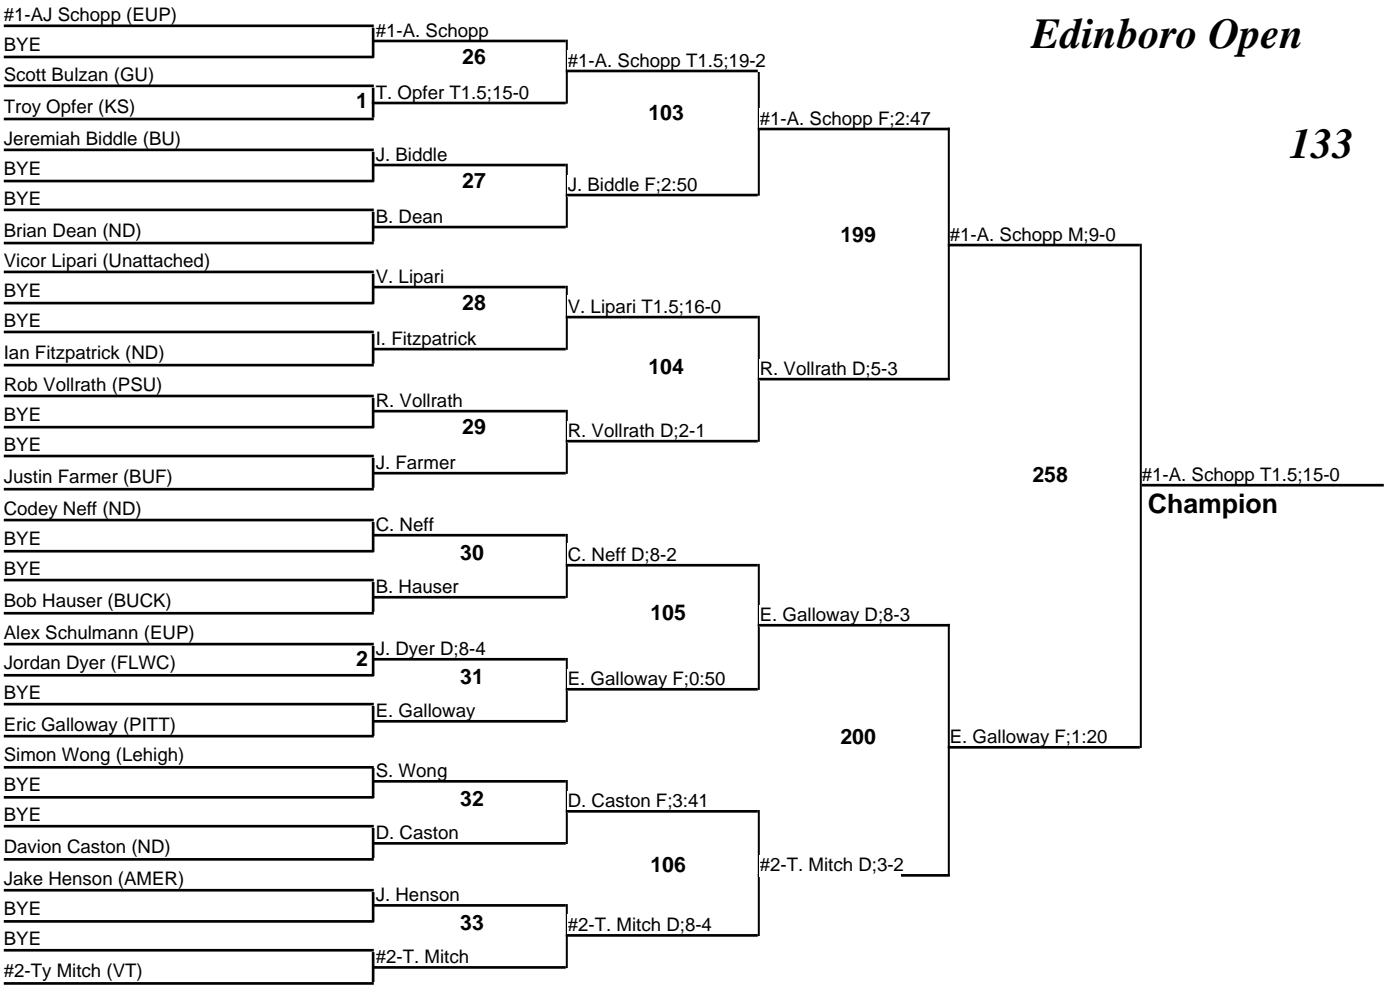 Edinboro Open
133
#1-AJ Schopp (EUP)
BYE
Scott Bulzan (GU)
Troy Opfer (KS)
Jeremiah Biddle (BU)
BYE
BYE
Brian Dean (ND)
Vicor Lipari (Unattached)
BYE
BYE
Ian Fitzpatrick (ND)
Rob Vollrath (PSU)
BYE
BYE
Justin Farmer (BUF)
Codey Neff (ND)
BYE
BYE
Bob Hauser (BUCK)
Alex Schulmann (EUP)
Jordan Dyer (FLWC)
BYE
Eric Galloway (PITT)
Simon Wong (Lehigh)
BYE
BYE
Davion Caston (ND)
Jake Henson (AMER)
BYE
BYE
#2-Ty Mitch (VT)
1
2
#1-A. Schopp
26
T. Opfer T1.5;15-0
J. Biddle
27
B. Dean
V. Lipari
28
I. Fitzpatrick
R. Vollrath
29
J. Farmer
C. Neff
30
B. Hauser
J. Dyer D;8-4
31
E. Galloway
S. Wong
32
D. Caston
J. Henson
33
#2-T. Mitch
#1-A. Schopp T1.5;19-2
103
J. Biddle F;2:50
V. Lipari T1.5;16-0
104
R. Vollrath D;2-1
C. Neff D;8-2
105
E. Galloway F;0:50
D. Caston F;3:41
106
#2-T. Mitch D;8-4
#1-A. Schopp F;2:47
199
R. Vollrath D;5-3
E. Galloway D;8-3
200
#2-T. Mitch D;3-2
#1-A. Schopp M;9-0
258
E. Galloway F;1:20
#1-A. Schopp T1.5;15-0
Champion